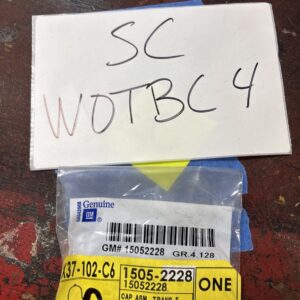 SC
WOTBC 4
Genuine
GM
GM# 15052228 GR.4.128
K37-102-C6
1505-2228
15052228
ONE
CAP ASM, TRANS F